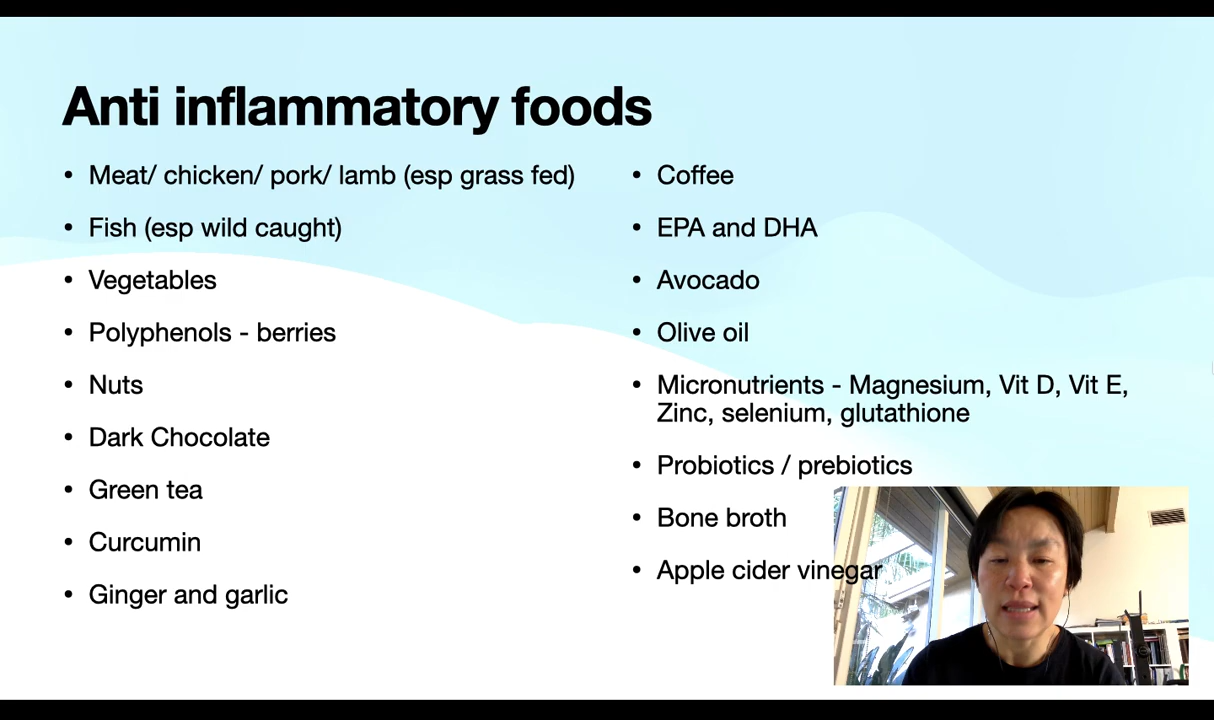 Anti inflammatory foods
• Meat/ chicken/ pork/ lamb (esp grass fed)
• Fish (esp wild caught)
• Vegetables
• Polyphenols - berries
• Nuts
• Dark Chocolate
• Green tea
• Curcumin
• Ginger and garlic
• Coffee
• EPA and DHA
• Avocado
• Olive oil
• Micronutrients - Magnesium, Vit D, Vit E,
Zinc, selenium, glutathione
• Probiotics / prebiotics
• Bone broth
• Apple cider vinegar